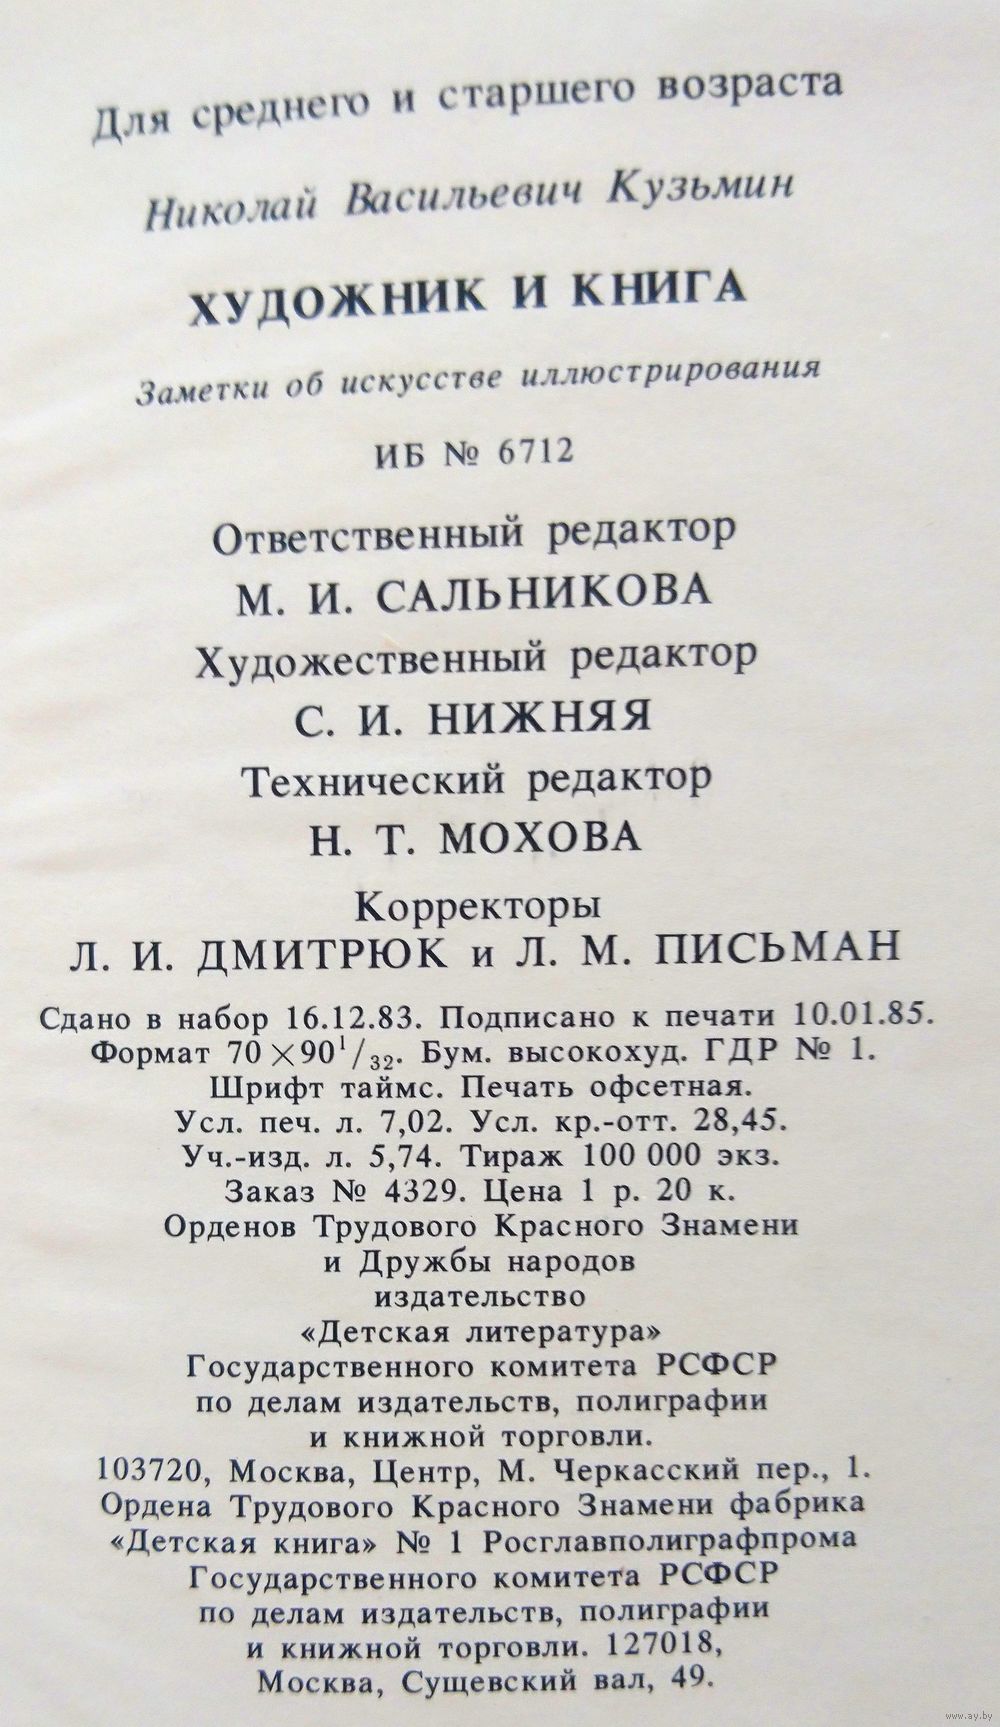 Для среднего и старшего возраста
Николай Васильевич Кузьмин
ХУДОЖНИК И КНИГА
Заметки об искусстве иллюстрирования
ИБ № 6712
Ответственный редактор
М. И. САЛЬНИКОВА
Художественный редактор
С. И. НИЖНЯЯ
Технический редактор
Н. Т. МОХОВА
Корректоры
Л. И. ДМИТРЮК и Л. М. ПИСЬМАН
Сдано в набор 16.12.83. Подписано к печати 10.01.85.
Формат 70×90¹/₃₂. Бум. высокохуд. ГДР № 1.
Шрифт таймс. Печать офсетная.
Усл. печ. л. 7,02. Усл. кр.-отт. 28,45.
Уч.-изд. л. 5,74. Тираж 100 000 экз.
Заказ № 4329. Цена 1 р. 20 к.
Орденов Трудового Красного Знамени
и Дружбы народов
издательство
«Детская литература»
Государственного комитета РСФСР
по делам издательств, полиграфии
и книжной торговли.
103720, Москва, Центр, М. Черкасский пер., 1.
Ордена Трудового Красного Знамени фабрика
«Детская книга» № 1 Росглавполиграфпрома
Государственного комитета РСФСР
по делам издательств, полиграфии
и книжной торговли. 127018,
Москва, Сущевский вал, 49.
www.ay.by